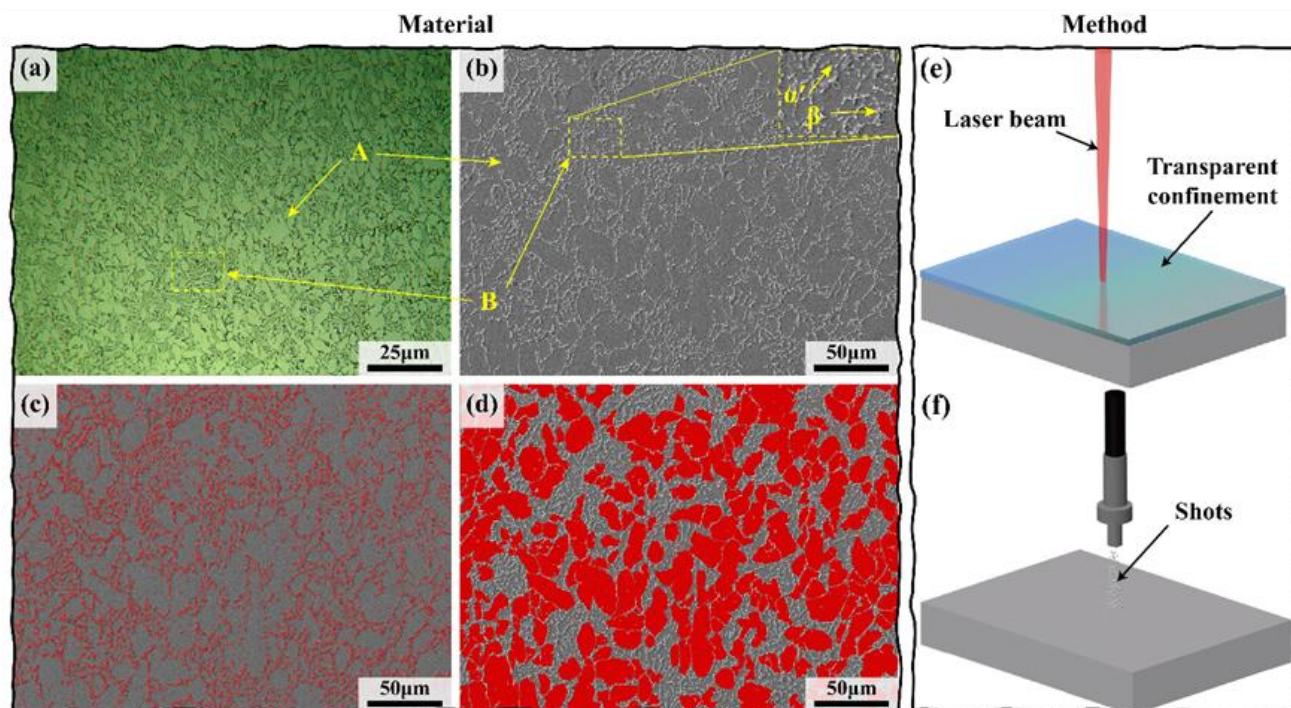 Material
Method
(a)
A
B
25μm
(b)
α'
β
50μm
(c)
50μm
(d)
50μm
(e)
Laser beam
Transparent
confinement
(f)
Shots